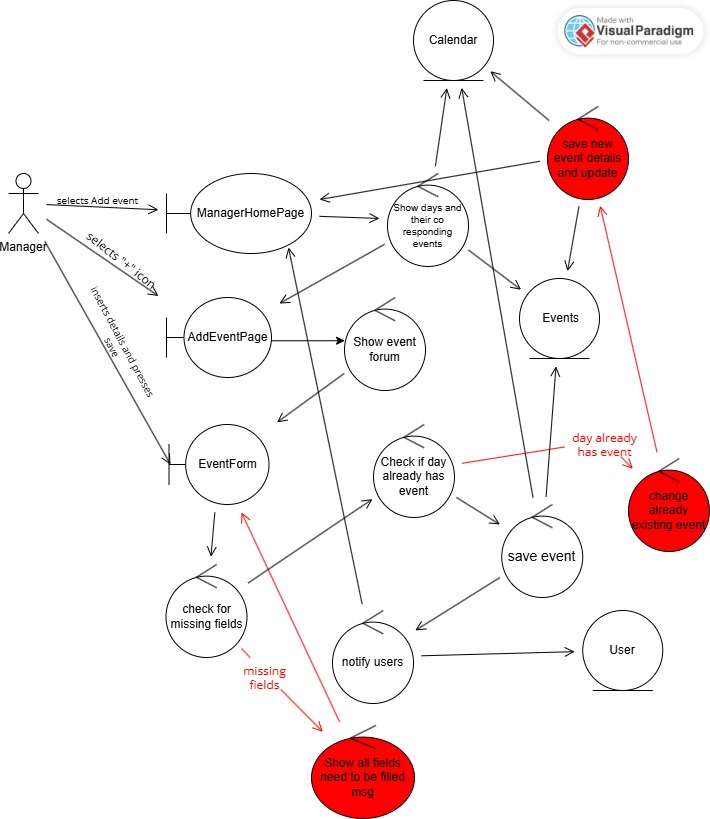 Made with
Visual Paradigm
For non-commercial use
Calendar
save new
event details
and update
selects Add event
ManagerHomePage
Show days and
their co
responding
events
Manager
selects "+" icon
inserts details and presses
save
AddEventPage
Show event
forum
Events
EventForm
Check if day
already has
event
day already
has event
change
already
existing event
save event
check for
missing fields
notify users
User
missing
fields
Show all fields
need to be filled
msg